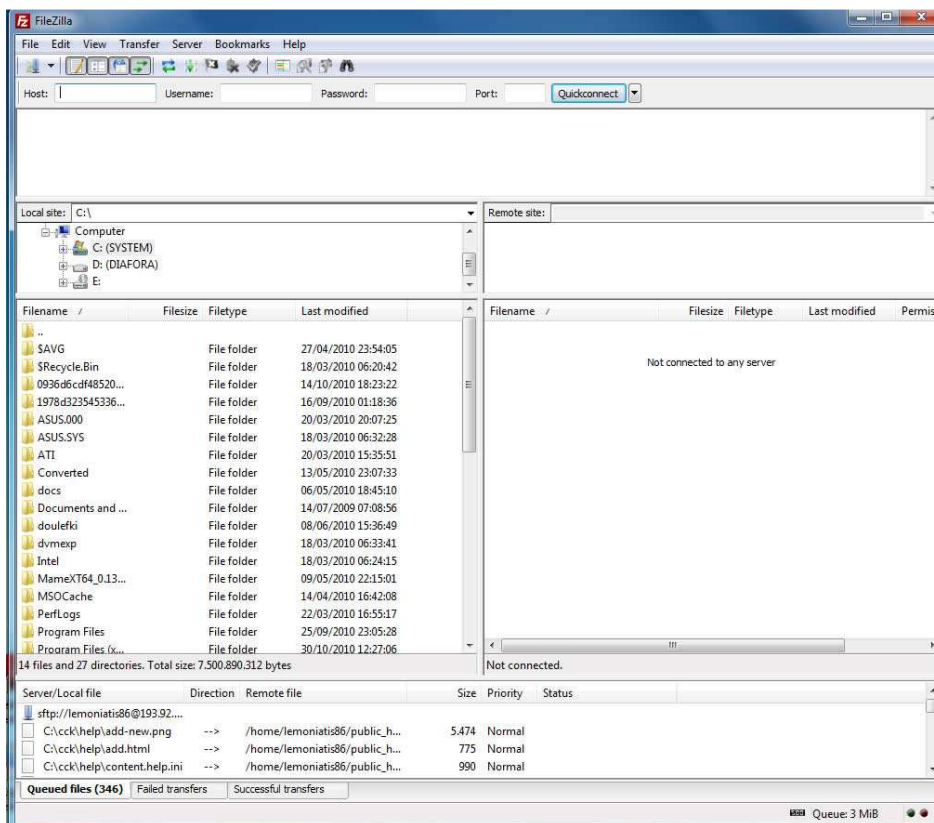 FileZilla
File Edit View Transfer Server Bookmarks Help
Host: Username: Password: Port: Quickconnect
Local site: C:\ Remote site:
Computer
C: (SYSTEM)
D: (DIAFORA)
E:
Filename / Filesize Filetype Last modified Filename / Filesize Filetype Last modified Permis
..
$AVG File folder 27/04/2010 23:54:05
$Recycle.Bin File folder 18/03/2010 06:20:42
Not connected to any server
0936d6cdf48520... File folder 14/10/2010 18:23:22
1978d323545336... File folder 16/09/2010 01:18:36
ASUS.000 File folder 20/03/2010 20:07:25
ASUS.SYS File folder 18/03/2010 06:32:28
ATI File folder 20/03/2010 15:35:51
Converted File folder 13/05/2010 23:07:33
docs File folder 06/05/2010 18:45:10
Documents and ... File folder 14/07/2009 07:08:56
doulefki File folder 08/06/2010 15:36:49
dvmexp File folder 18/03/2010 06:33:41
Intel File folder 18/03/2010 06:24:15
MameXT64_0.13... File folder 09/05/2010 22:15:01
MSOCache File folder 14/04/2010 16:42:08
PerfLogs File folder 22/03/2010 16:55:17
Program Files File folder 25/09/2010 23:05:28
Program Files (x... File folder 30/10/2010 12:27:06
14 files and 27 directories. Total size: 7.500.890.312 bytes Not connected.
Server/Local file Direction Remote file Size Priority Status
sftp://lemoniatis86@193.92....
C:\cck\help\add-new.png --> /home/lemoniatis86/public_h... 5.474 Normal
C:\cck\help\add.html --> /home/lemoniatis86/public_h... 775 Normal
C:\cck\help\content.help.ini --> /home/lemoniatis86/public_h... 990 Normal
Queued files (346) Failed transfers Successful transfers
Queue: 3 MiB